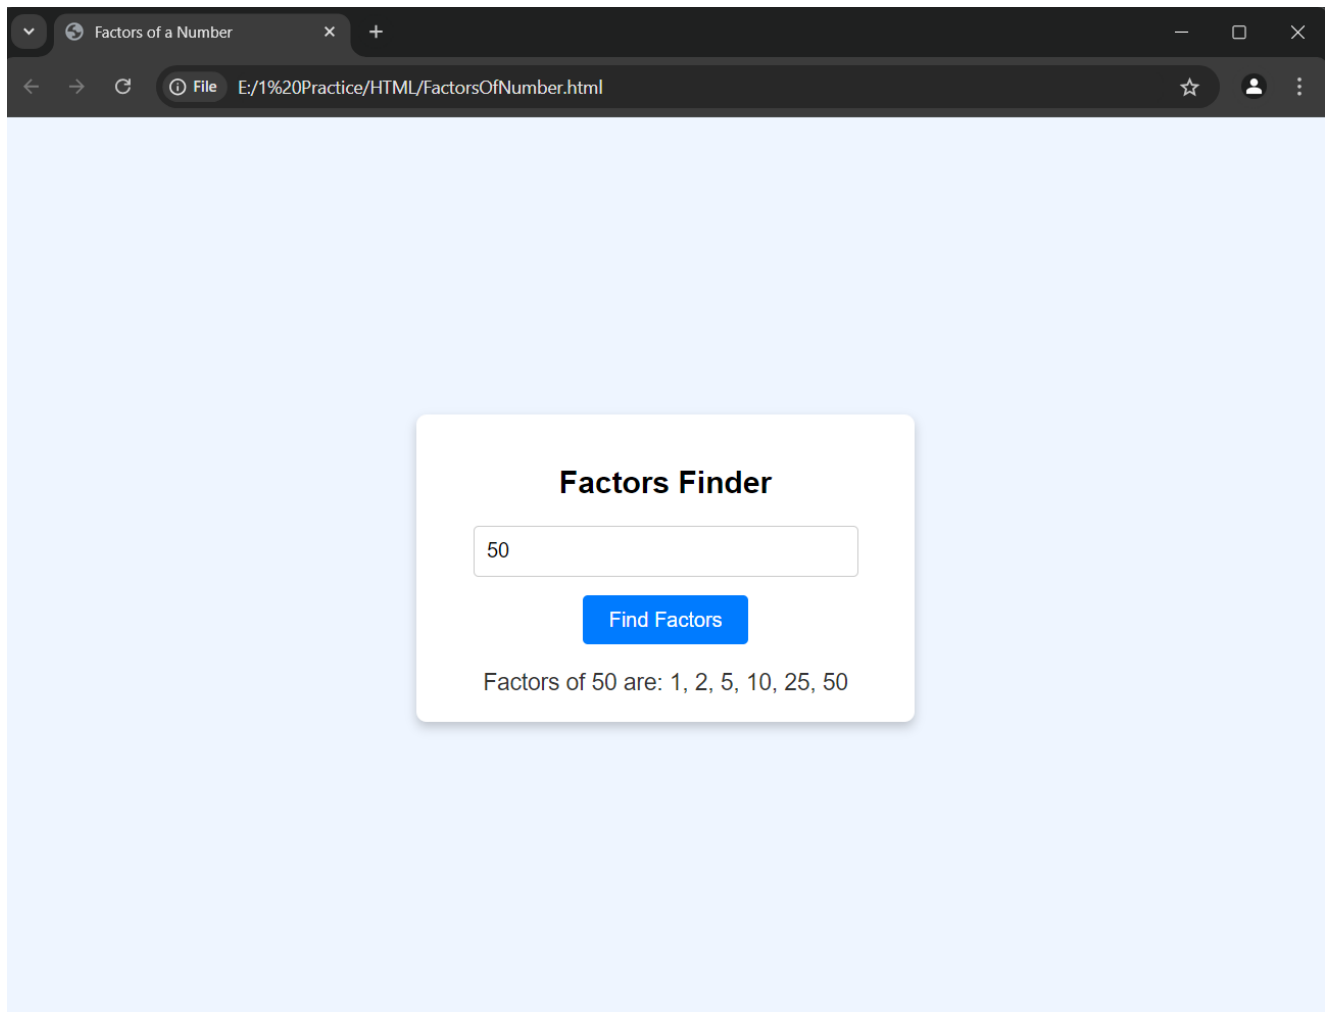 Factors of a Number
File E:/1%20Practice/HTML/FactorsOfNumber.html
Factors Finder
50
Find Factors
Factors of 50 are: 1, 2, 5, 10, 25, 50